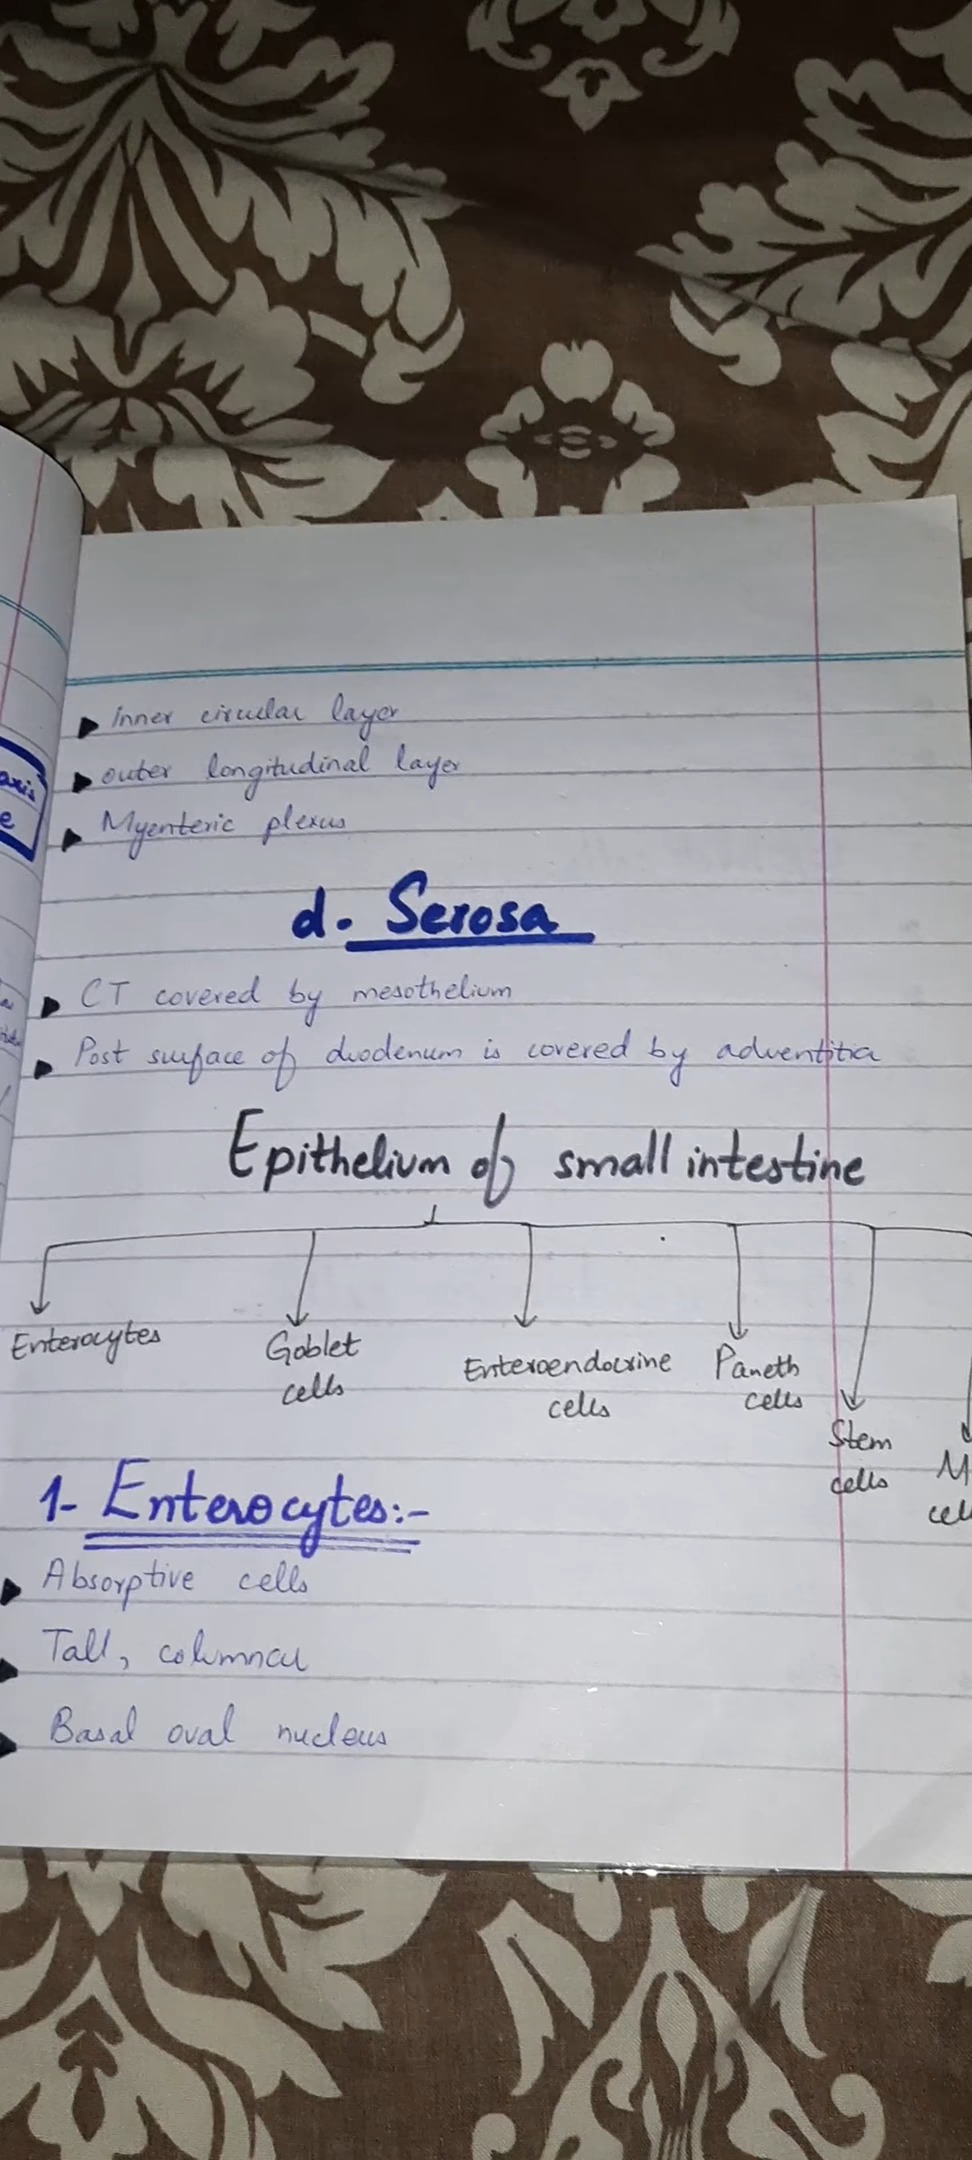 inner circular layer
outer longitudinal layer
Myenteric plexus
d. Serosa
CT covered by mesothelium
Post surface of duodenum is covered by adventitia
Epithelium of small intestine
Enterocytes
Goblet cells
Enteroendocrine cells
Paneth cells
Stem cells
M
cell
1- Enterocytes:-
Absorptive cells
Tall, columnar
Basal oval nucleus
axis
e